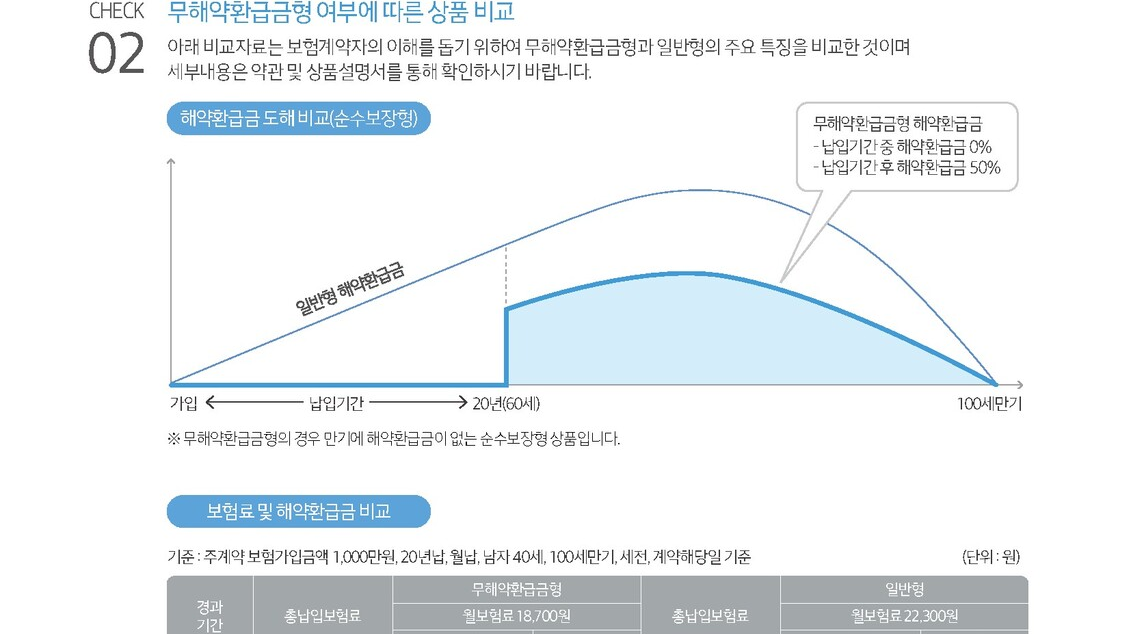 CHECK
02
무해약환급금형 여부에 따른 상품 비교
아래 비교자료는 보험계약자의 이해를 돕기 위하여 무해약환급금형과 일반형의 주요 특징을 비교한 것이며
세부내용은 약관 및 상품설명서를 통해 확인하시기 바랍니다.
해약환급금 도해 비교(순수보장형)
무해약환급금형 해약환급금
- 납입기간 중 해약환급금 0%
- 납입기간 후 해약환급금 50%
일반형 해약환급금
가입 납입기간 20년(60세) 100세만기
※ 무해약환급금형의 경우 만기에 해약환급금이 없는 순수보장형 상품입니다.
보험료 및 해약환급금 비교
기준 : 주계약 보험가입금액 1,000만원, 20년납, 월납, 남자 40세, 100세만기, 세전, 계약해당일 기준 (단위 : 원)
경과
기간
총납입보험료
무해약환급금형
월보험료 18,700원
총납입보험료
일반형
월보험료 22,300원